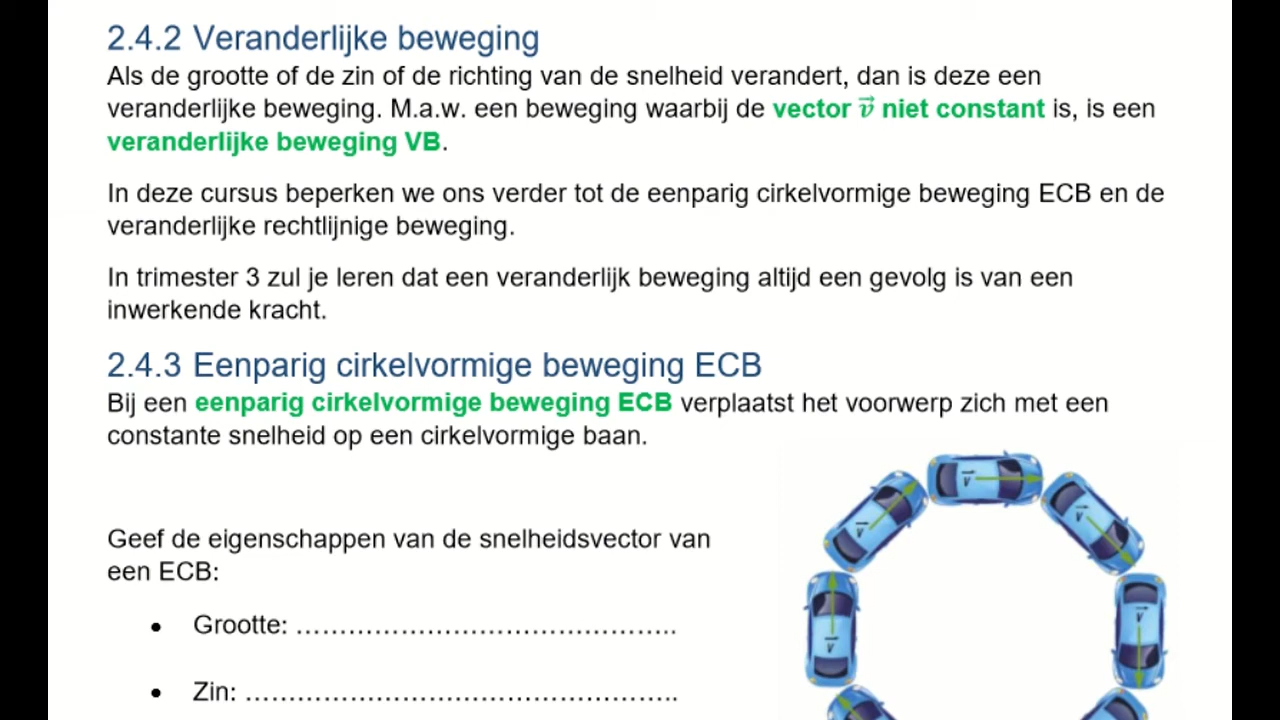 2.4.2 Veranderlijke beweging
Als de grootte of de zin of de richting van de snelheid verandert, dan is deze een
veranderlijke beweging. M.a.w. een beweging waarbij de vector v⃗ niet constant is, is een
veranderlijke beweging VB.
In deze cursus beperken we ons verder tot de eenparig cirkelvormige beweging ECB en de
veranderlijke rechtlijnige beweging.
In trimester 3 zul je leren dat een veranderlijk beweging altijd een gevolg is van een
inwerkende kracht.
2.4.3 Eenparig cirkelvormige beweging ECB
Bij een eenparig cirkelvormige beweging ECB verplaatst het voorwerp zich met een
constante snelheid op een cirkelvormige baan.
Geef de eigenschappen van de snelheidsvector van
een ECB:
• Grootte: ……………………………………..
• Zin: ……………………………………………..
v⃗
v⃗
v⃗
v⃗
v⃗